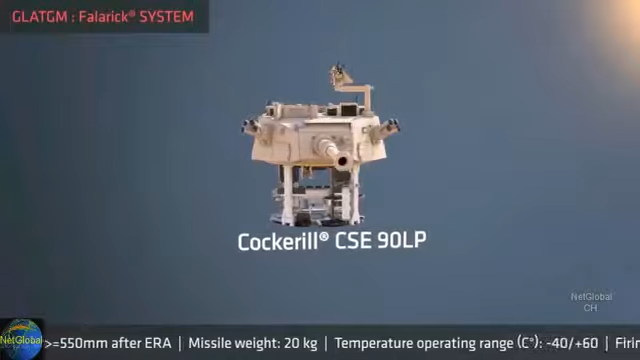 GLATGM : Falarick® SYSTEM
Cockerill® CSE 90LP
NetGlobal
CH
NetGlobal
>=550mm after ERA | Missile weight: 20 kg | Temperature operating range (C°): -40/+60 | Firin